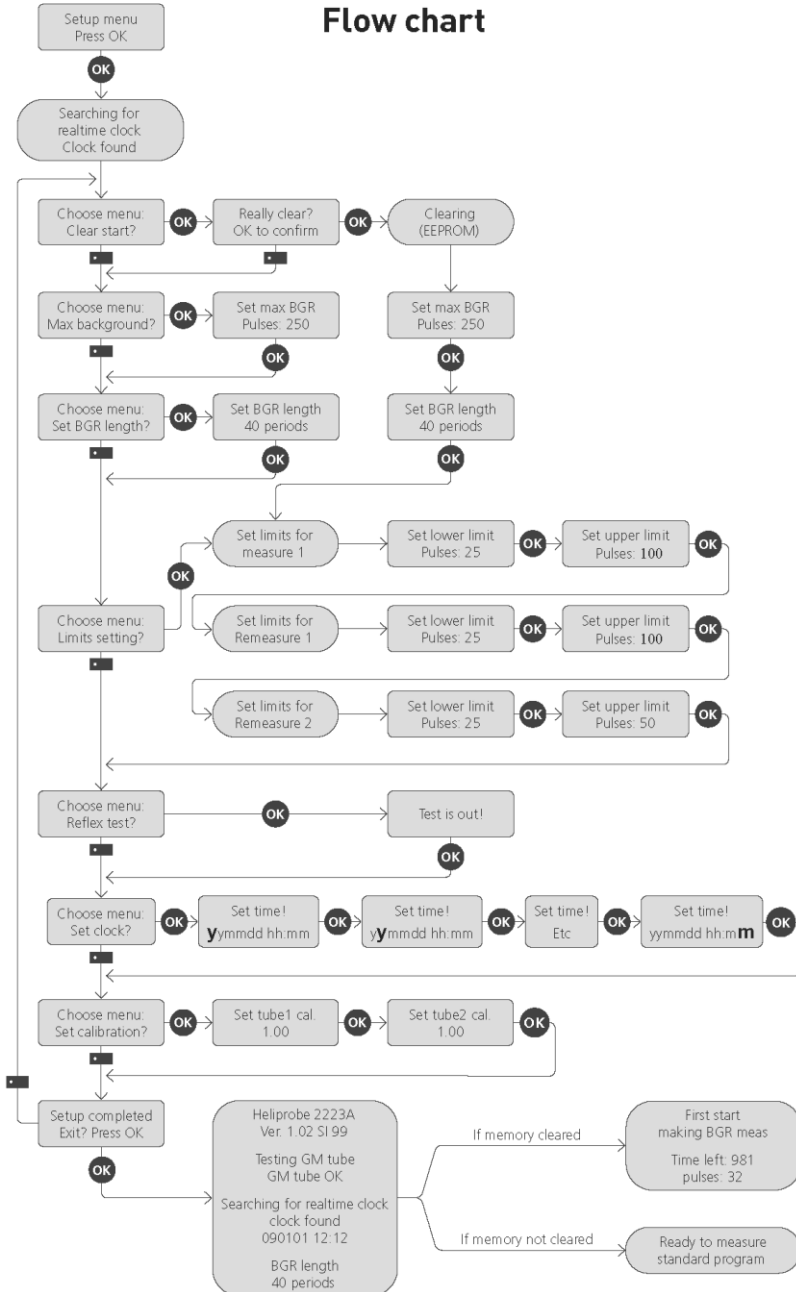 Flow chart
Setup menu
Press OK
OK
Searching for
realtime clock
Clock found
Choose menu:
Clear start?
OK
Really clear?
OK to confirm
OK
Clearing
(EEPROM)
Choose menu:
Max background?
OK
Set max BGR
Pulses: 250
OK
Set max BGR
Pulses: 250
OK
Choose menu:
Set BGR length?
OK
Set BGR length
40 periods
OK
Set BGR length
40 periods
OK
Choose menu:
Limits setting?
OK
Set limits for
measure 1
Set lower limit
Pulses: 25
OK
Set upper limit
Pulses: 100
OK
Set limits for
Remeasure 1
Set lower limit
Pulses: 25
OK
Set upper limit
Pulses: 100
OK
Set limits for
Remeasure 2
Set lower limit
Pulses: 25
OK
Set upper limit
Pulses: 50
OK
Choose menu:
Reflex test?
OK
Test is out!
OK
Choose menu:
Set clock?
OK
Set time!
yymmdd hh:mm
OK
Set time!
yymmdd hh:mm
OK
Set time!
Etc
OK
Set time!
yymmdd hh:mm
OK
Choose menu:
Set calibration?
OK
Set tube1 cal.
1.00
OK
Set tube2 cal.
1.00
OK
Setup completed
Exit? Press OK
OK
Heliprobe 2223A
Ver. 1.02 SI 99
Testing GM tube
GM tube OK
Searching for realtime clock
clock found
090101 12:12
BGR length
40 periods
If memory cleared
First start
making BGR meas
Time left: 981
pulses: 32
If memory not cleared
Ready to measure
standard program